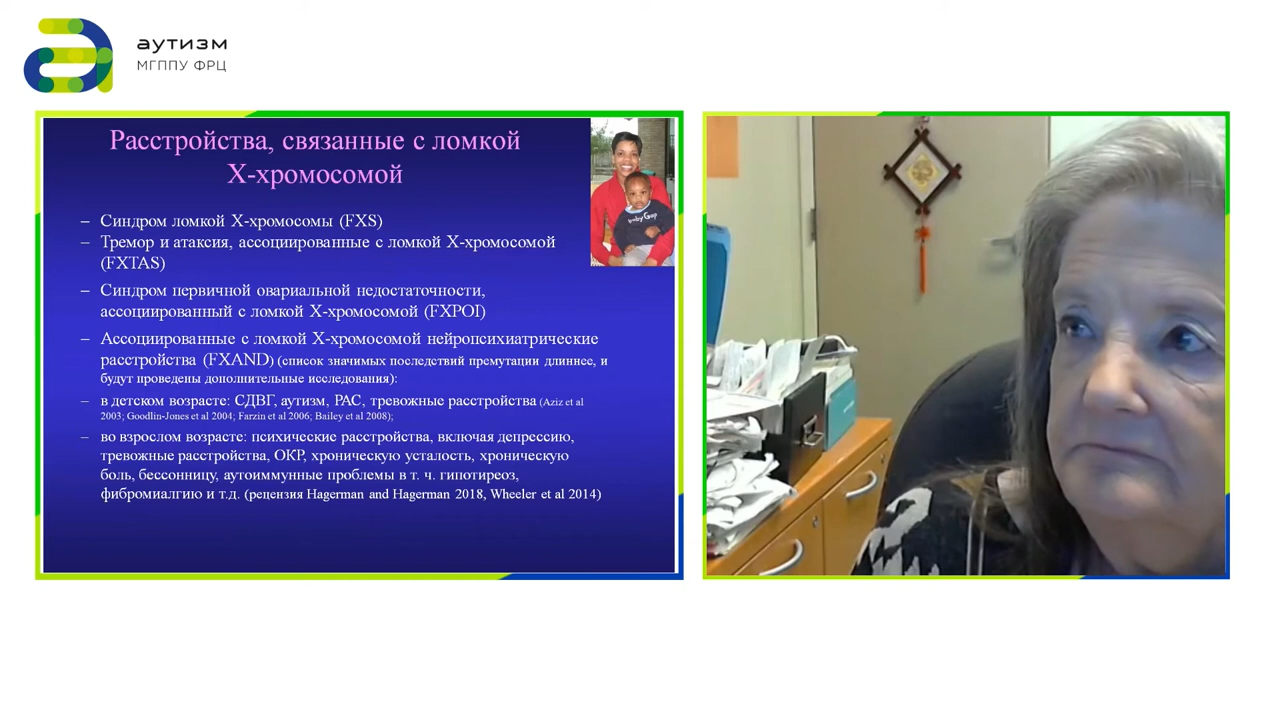 аутизм
МГППУ ФРЦ
Расстройства, связанные с ломкой
Х-хромосомой
– Синдром ломкой Х-хромосомы (FXS)
– Тремор и атаксия, ассоциированные с ломкой Х-хромосомой
(FXTAS)
– Синдром первичной овариальной недостаточности,
ассоциированный с ломкой Х-хромосомой (FXPOI)
– Ассоциированные с ломкой Х-хромосомой нейропсихиатрические
расстройства (FXAND) (список значимых последствий премутации длиннее, и
будут проведены дополнительные исследования):
– в детском возрасте: СДВГ, аутизм, РАС, тревожные расстройства (Aziz et al
2003; Goodlin-Jones et al 2004; Farzin et al 2006; Bailey et al 2008);
– во взрослом возрасте: психические расстройства, включая депрессию,
тревожные расстройства, ОКР, хроническую усталость, хроническую
боль, бессонницу, аутоиммунные проблемы в т. ч. гипотиреоз,
фибромиалгию и т.д. (рецензия Hagerman and Hagerman 2018, Wheeler et al 2014)
babyGap